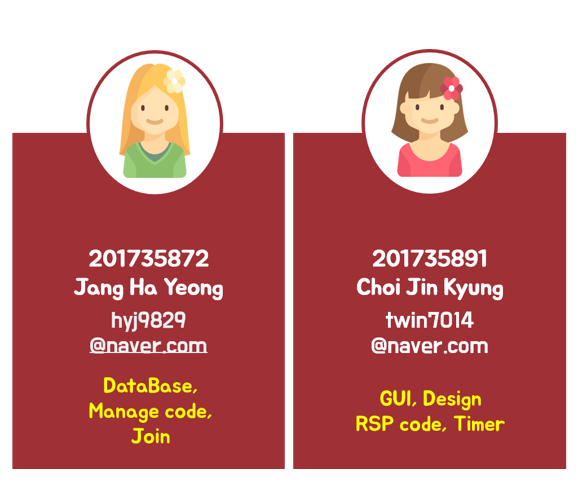 201735872
Jang Ha Yeong
hyj9829
@naver.com
DataBase,
Manage code,
Join
201735891
Choi Jin Kyung
twin7014
@naver.com
GUI, Design
RSP code, Timer